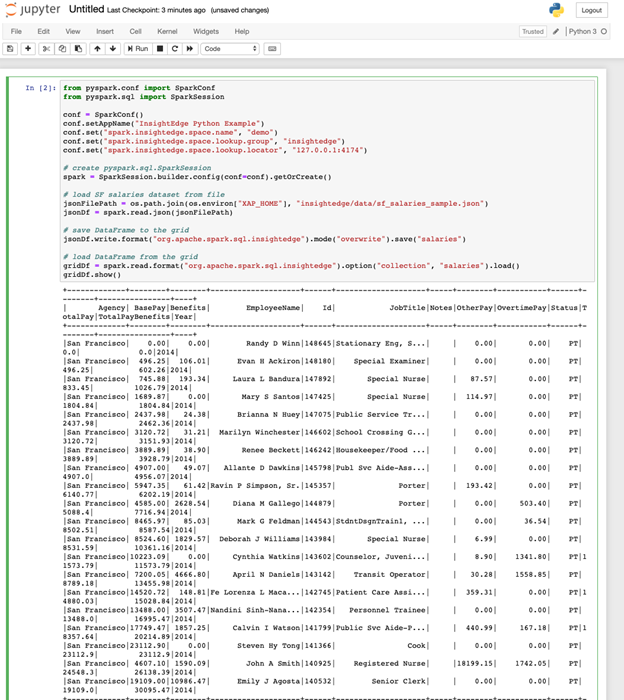 jupyter Untitled Last Checkpoint: 3 minutes ago (unsaved changes) Logout
File Edit View Insert Cell Kernel Widgets Help Trusted Python 3
Run Code
In [2]: from pyspark.conf import SparkConf
from pyspark.sql import SparkSession
conf = SparkConf()
conf.setAppName("InsightEdge Python Example")
conf.set("spark.insightedge.space.name", "demo")
conf.set("spark.insightedge.space.lookup.group", "insightedge")
conf.set("spark.insightedge.space.lookup.locator", "127.0.0.1:4174")
# create pyspark.sql.SparkSession
spark = SparkSession.builder.config(conf=conf).getOrCreate()
# load SF salaries dataset from file
jsonFilePath = os.path.join(os.environ["XAP_HOME"], "insightedge/data/sf_salaries_sample.json")
jsonDf = spark.read.json(jsonFilePath)
# save DataFrame to the grid
jsonDf.write.format("org.apache.spark.sql.insightedge").mode("overwrite").save("salaries")
# load DataFrame from the grid
gridDf = spark.read.format("org.apache.spark.sql.insightedge").option("collection", "salaries").load()
gridDf.show()
| Agency| BasePay|Benefits| EmployeeName| Id| JobTitle|Notes|OtherPay|OvertimePay|Status|T
otalPay|TotalPayBenefits|Year|
|San Francisco| 0.00| 0.00| Randy D Winn|148645|Stationary Eng, S...| | 0.00| 0.00| PT|
0.0| 0.0|2014|
|San Francisco| 496.25| 106.01| Evan H Ackiron|148180| Special Examiner| | 0.00| 0.00| PT|
496.25| 602.26|2014|
|San Francisco| 745.88| 193.34| Laura L Bandura|147892| Special Nurse| | 87.57| 0.00| PT|
833.45| 1026.79|2014|
|San Francisco| 1689.87| 0.00| Mary S Santos|147425| Special Nurse| | 114.97| 0.00| PT|
1804.84| 1804.84|2014|
|San Francisco| 2437.98| 24.38| Brianna N Huey|147075|Public Service Tr...| | 0.00| 0.00| PT|
2437.98| 2462.36|2014|
|San Francisco| 3120.72| 31.21| Marilyn Winchester|146602|School Crossing G...| | 0.00| 0.00| PT|
3120.72| 3151.93|2014|
|San Francisco| 3889.89| 38.90| Renee Beckett|146242|Housekeeper/Food ...| | 0.00| 0.00| PT|
3889.89| 3928.79|2014|
|San Francisco| 4907.00| 49.07| Allante D Dawkins|145798|Publ Svc Aide-Ass...| | 0.00| 0.00| PT|
4907.0| 4956.07|2014|
|San Francisco| 5947.35| 61.42|Ravin P Simpson, Sr.|145357| Porter| | 193.42| 0.00| PT|
6140.77| 6202.19|2014|
|San Francisco| 4585.00| 2628.54| Diana M Gallego|144879| Porter| | 0.00| 503.40| PT|
5088.4| 7716.94|2014|
|San Francisco| 8465.97| 85.03| Mark G Feldman|144543|StdntDsgnTrain1, ...| | 0.00| 36.54| PT|
8502.51| 8587.54|2014|
|San Francisco| 8524.60| 1829.57| Deborah J Williams|143984| Special Nurse| | 6.99| 0.00| PT|
8531.59| 10361.16|2014|
|San Francisco|10223.09| 0.00| Cynthia Watkins|143602|Counselor, Juveni...| | 8.90| 1341.80| PT|1
1573.79| 11573.79|2014|
|San Francisco| 7200.05| 4666.80| April N Daniels|143142| Transit Operator| | 30.28| 1558.85| PT|
8789.18| 13455.98|2014|
|San Francisco|14520.72| 148.81|Fe Lorenza L Maca...|142745|Patient Care Assi...| | 359.31| 0.00| PT|1
4880.03| 15028.84|2014|
|San Francisco|13488.00| 3507.47|Nandini Sinh-Nana...|142354| Personnel Trainee| | 0.00| 0.00| PT|1
13488.0| 16995.47|2014|
|San Francisco|17749.47| 1857.25| Calvin I Watson|141799|Public Svc Aide-P...| | 440.99| 167.18| PT|1
8357.64| 20214.89|2014|
|San Francisco|23112.90| 0.00| Steven Hy Tong|141366| Cook| | 0.00| 0.00| PT|
23112.9| 23112.9|2014|
|San Francisco| 4607.10| 1590.09| John A Smith|140925| Registered Nurse| |18199.15| 1742.05| PT|
24548.3| 26138.39|2014|
|San Francisco|19109.00|10986.47| Emily J Agosta|140532| Senior Clerk| | 0.00| 0.00| PT|
19109.0| 30095.47|2014|